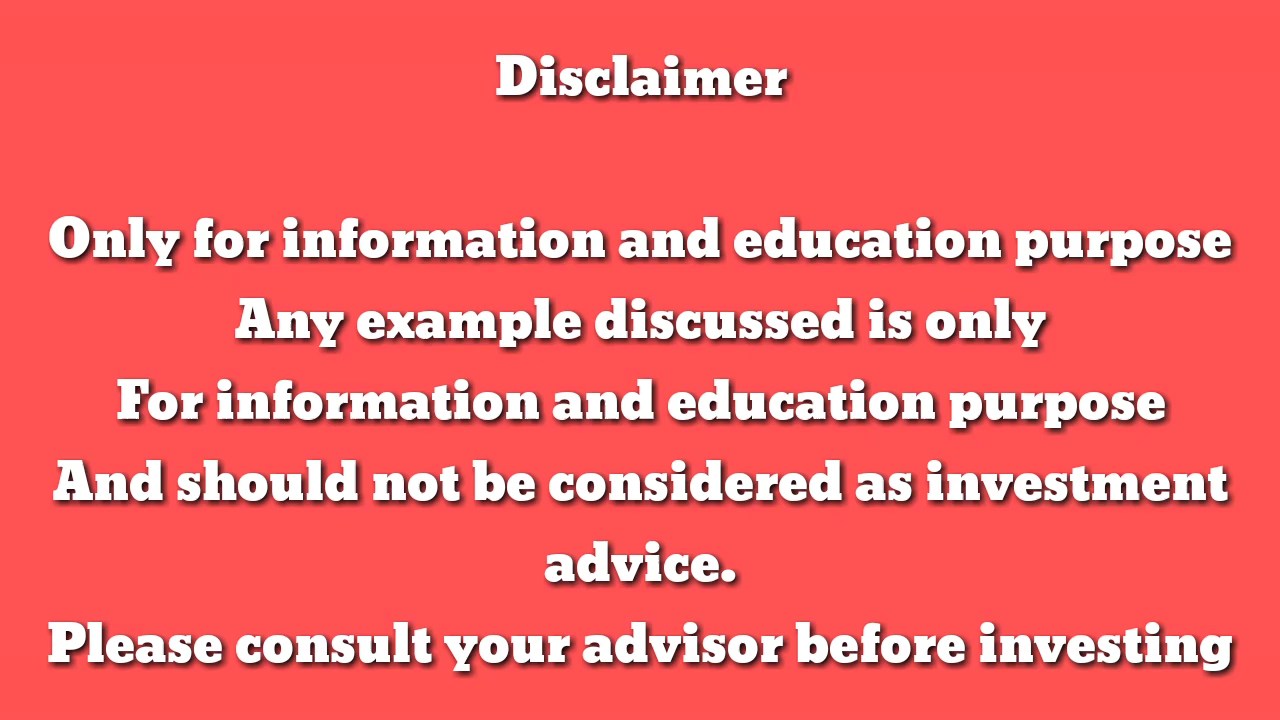 Disclaimer
Only for information and education purpose
Any example discussed is only
For information and education purpose
And should not be considered as investment
advice.
Please consult your advisor before investing